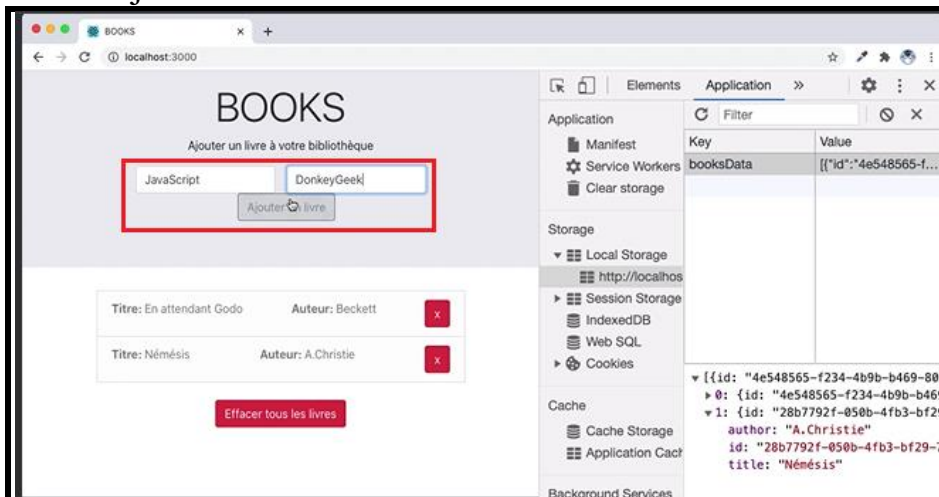 BOOKS
localhost:3000
BOOKS
Ajouter un livre à votre bibliothèque
JavaScript
DonkeyGeek
Ajouter un livre
Titre: En attendant Godo Auteur: Beckett x
Titre: Némésis Auteur: A.Christie x
Effacer tous les livres
Elements Application »
Application
Manifest
Service Workers
Clear storage
Storage
Local Storage
http://localhos
Session Storage
IndexedDB
Web SQL
Cookies
Cache
Cache Storage
Application Cach
Background Services
Filter
Key Value
booksData [{"id":"4e548565-f...
[{id: "4e548565-f234-4b9b-b469-80
0: {id: "4e548565-f234-4b9b-b469
1: {id: "28b7792f-050b-4fb3-bf2
author: "A.Christie"
id: "28b7792f-050b-4fb3-bf29-
title: "Némésis"